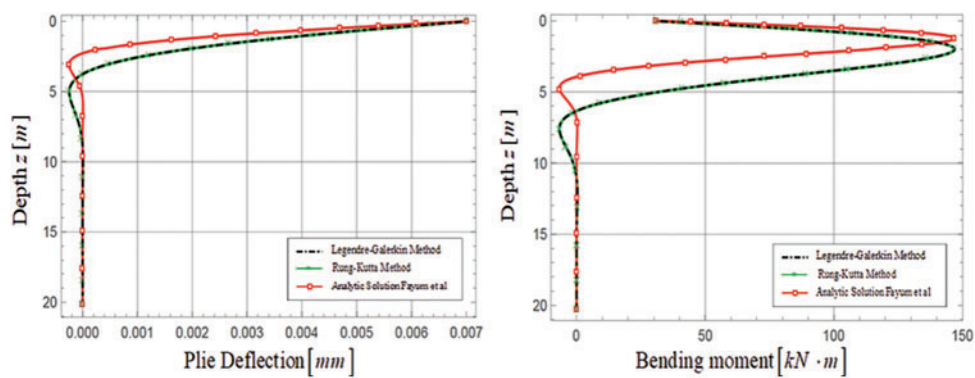 0
5
10
15
20
Depth z [m]
0.000 0.001 0.002 0.003 0.004 0.005 0.006 0.007
Plie Deflection [mm]
Legendre-Galerkin Method
Rung-Kutta Method
Analytic Solution Fayum et al
0
5
10
15
20
Depth z [m]
0 50 100 150
Bending moment [kN · m]
Legendre-Galerkin Method
Rung-Kutta Method
Analytic Solution Fayum et al